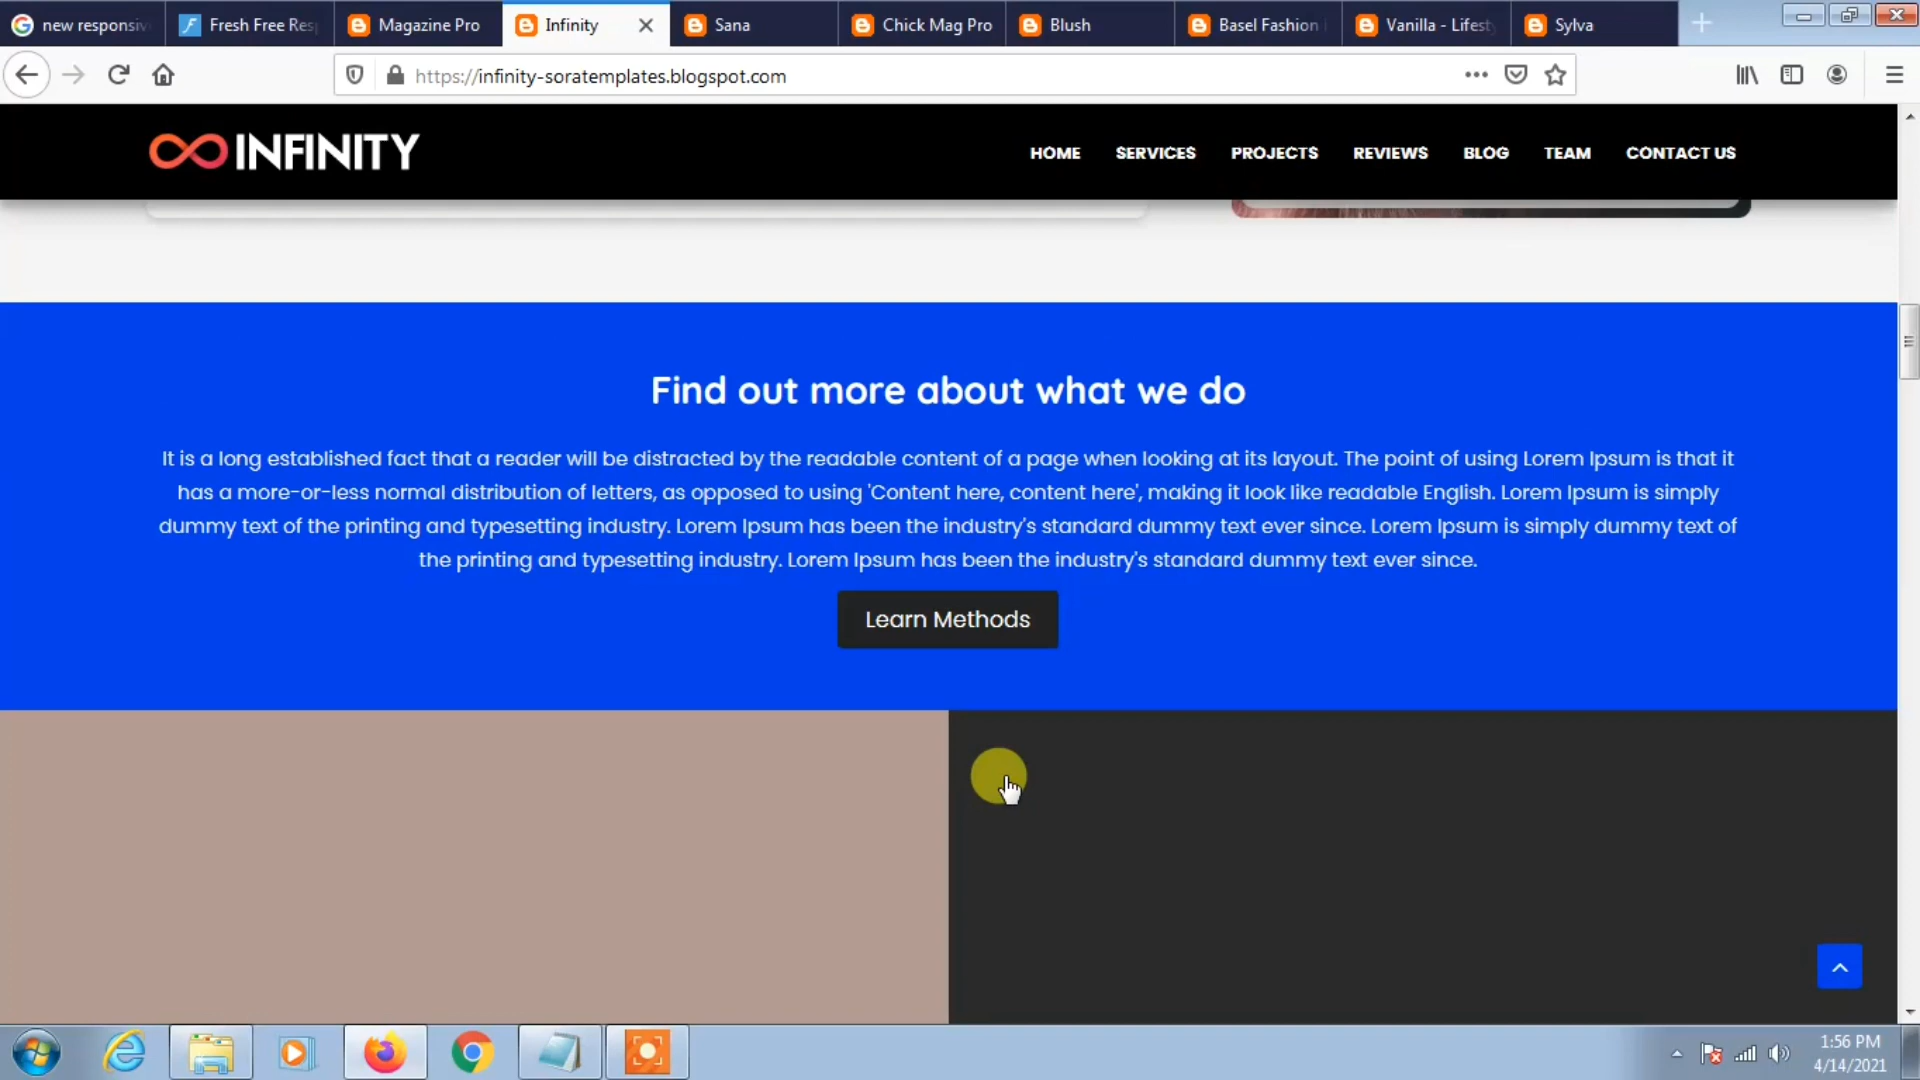 new responsiv
Fresh Free Res
Magazine Pro
Infinity
Sana
Chick Mag Pro
Blush
Basel Fashion
Vanilla - Lifest
Sylva
https://infinity-soratemplates.blogspot.com
INFINITY
HOME
SERVICES
PROJECTS
REVIEWS
BLOG
TEAM
CONTACT US
Find out more about what we do
It is a long established fact that a reader will be distracted by the readable content of a page when looking at its layout. The point of using Lorem Ipsum is that it
has a more-or-less normal distribution of letters, as opposed to using 'Content here, content here', making it look like readable English. Lorem Ipsum is simply
dummy text of the printing and typesetting industry. Lorem Ipsum has been the industry's standard dummy text ever since. Lorem Ipsum is simply dummy text of
the printing and typesetting industry. Lorem Ipsum has been the industry's standard dummy text ever since.
Learn Methods
1:56 PM
4/14/2021